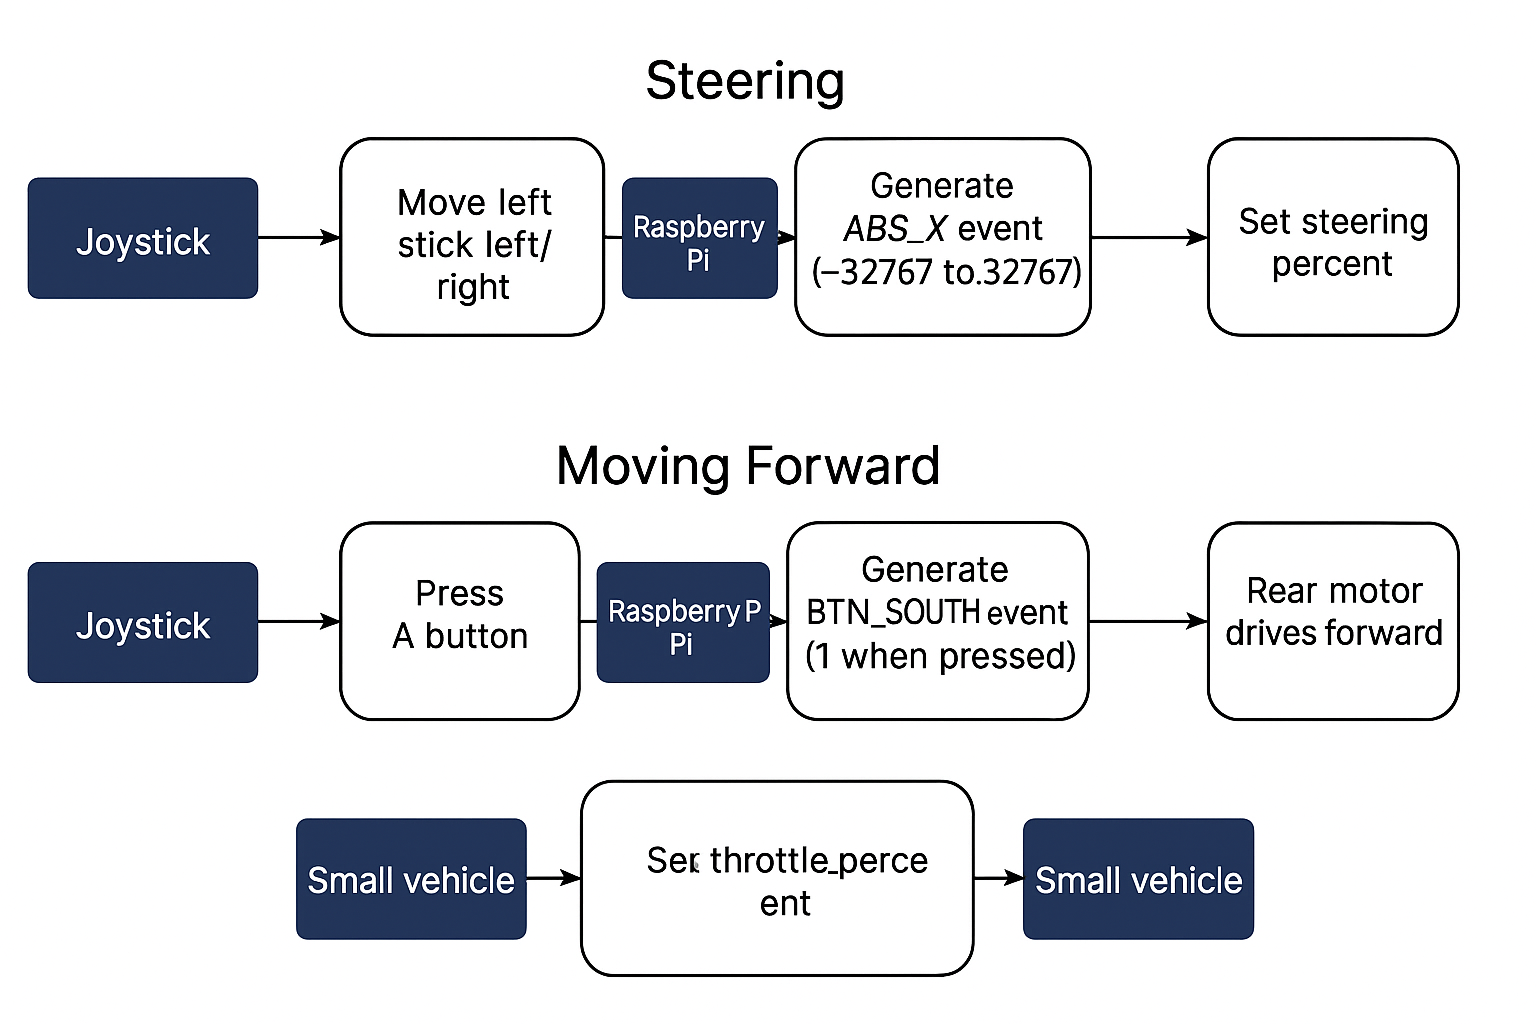 Steering
Joystick
Move left
stick left/
right
Raspberry
Pi
Generate
ABS_X event
(–32767 to.32767)
Set steering
percent
Moving Forward
Joystick
Press
A button
Raspberry P
Pi
Generate
BTN_SOUTH event
(1 when pressed)
Rear motor
drives forward
Small vehicle
throttle_perce
ent
Small vehicle